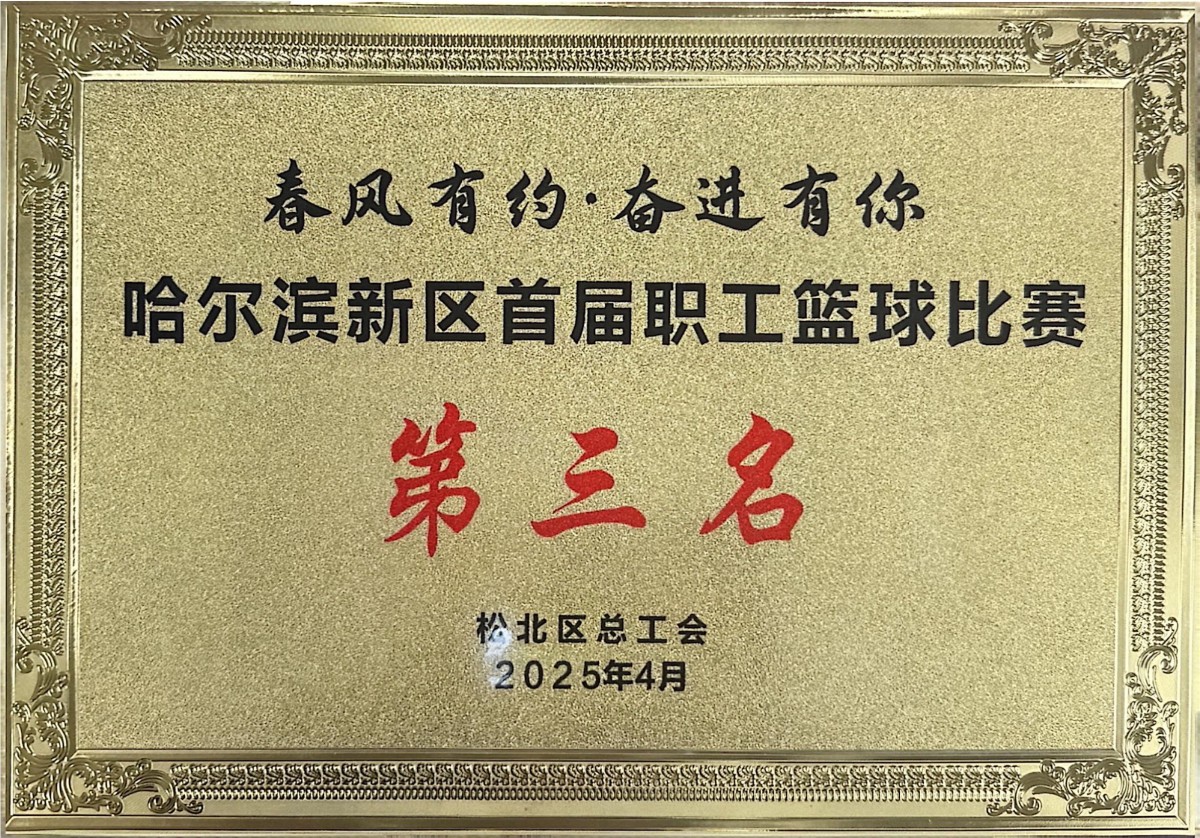 春风有约·奋进有你
哈尔滨新区首届职工篮球比赛
第三名
松北区总工会
2025年4月